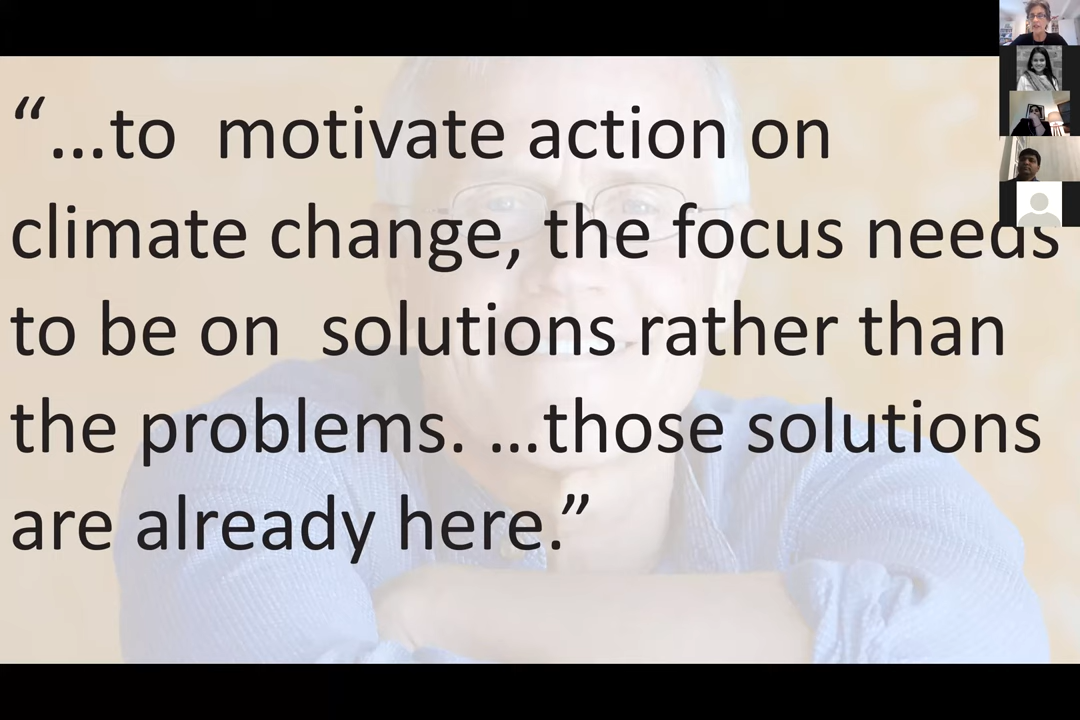 “...to  motivate action on
climate change, the focus needs
to be on  solutions rather than
the problems. ...those solutions
are already here.”